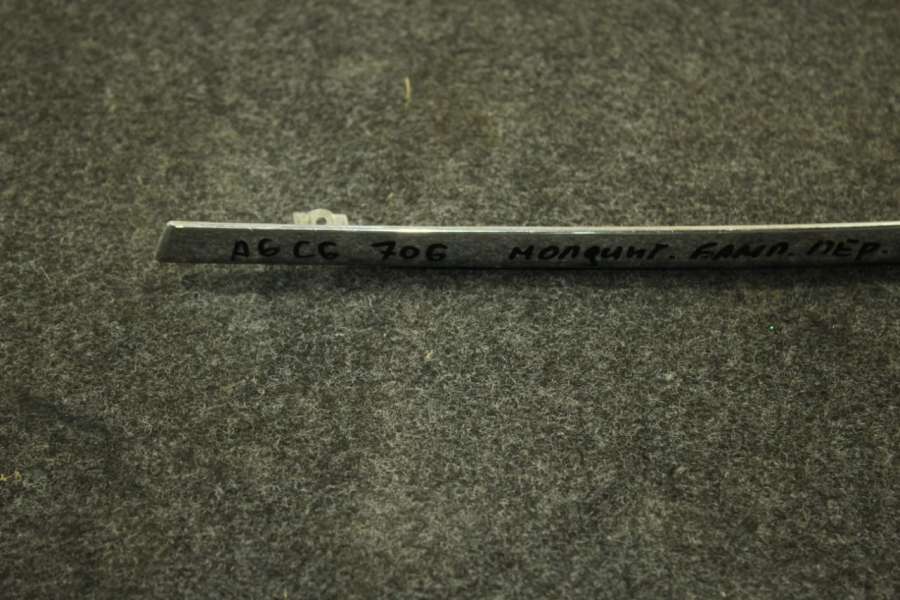 A6 C6 706 молдинг. бамп. пер.